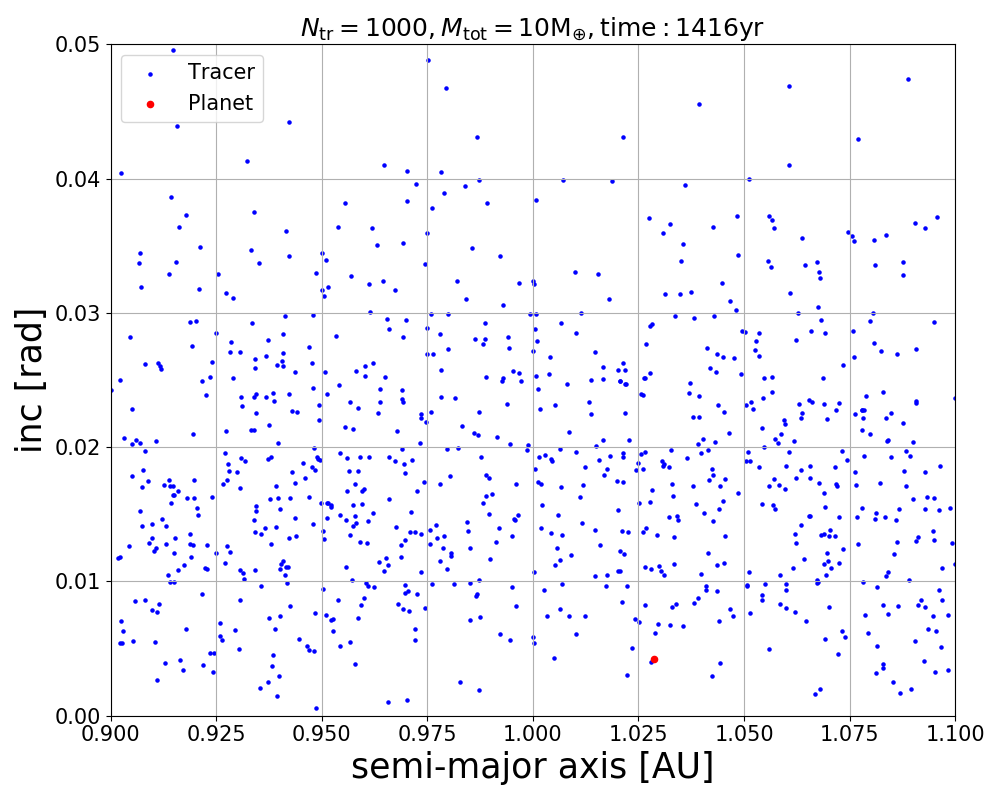 N_tr = 1000, M_tot = 10M_⊕, time : 1416yr
Tracer
Planet
0.05
0.04
0.03
0.02
0.01
0.00
inc [rad]
0.900 0.925 0.950 0.975 1.000 1.025 1.050 1.075 1.100
semi-major axis [AU]